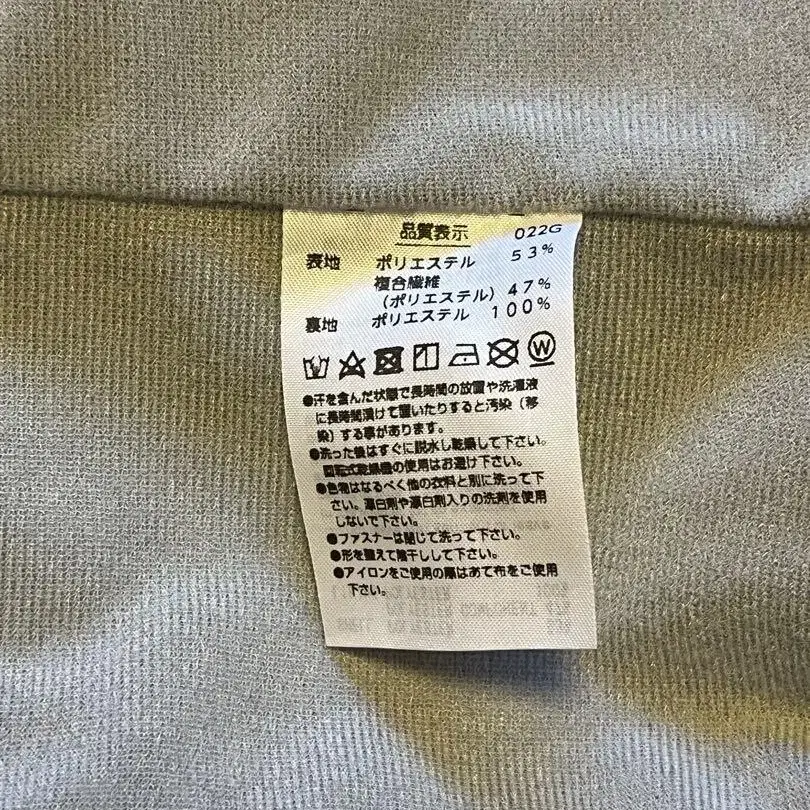 品質表示 022G
表地 ポリエステル 53%
複合繊維
(ポリエステル) 47%
裏地 ポリエステル 100%
W
●汗を含んだ状態で長時間の放置や洗濯液
に長時間漬けて置いたりすると汚染(移
染)する事があります。
●洗った後はすぐに脱水し乾燥して下さい。
回転式乾燥機の使用はお避け下さい。
●色物はなるべく他の衣料と別に洗って下
さい。漂白剤や漂白剤入りの洗剤を使用
しないで下さい。
●ファスナーは閉じて洗って下さい。
●形を整えて陰干しして下さい。
●アイロンをご使用の際はあて布をご使用
下さい。